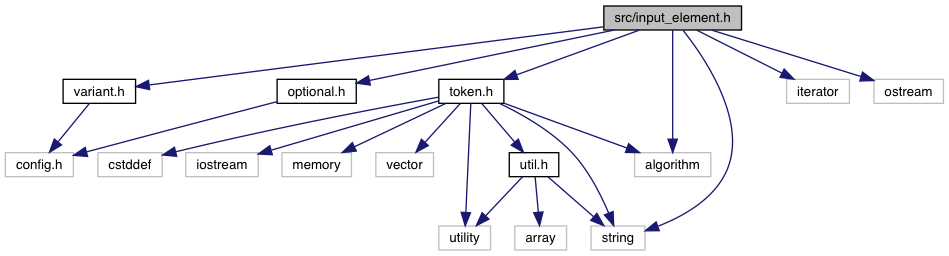 src/input_element.h
variant.h
optional.h
token.h
iterator
ostream
config.h
cstddef
iostream
memory
vector
util.h
algorithm
utility
array
string